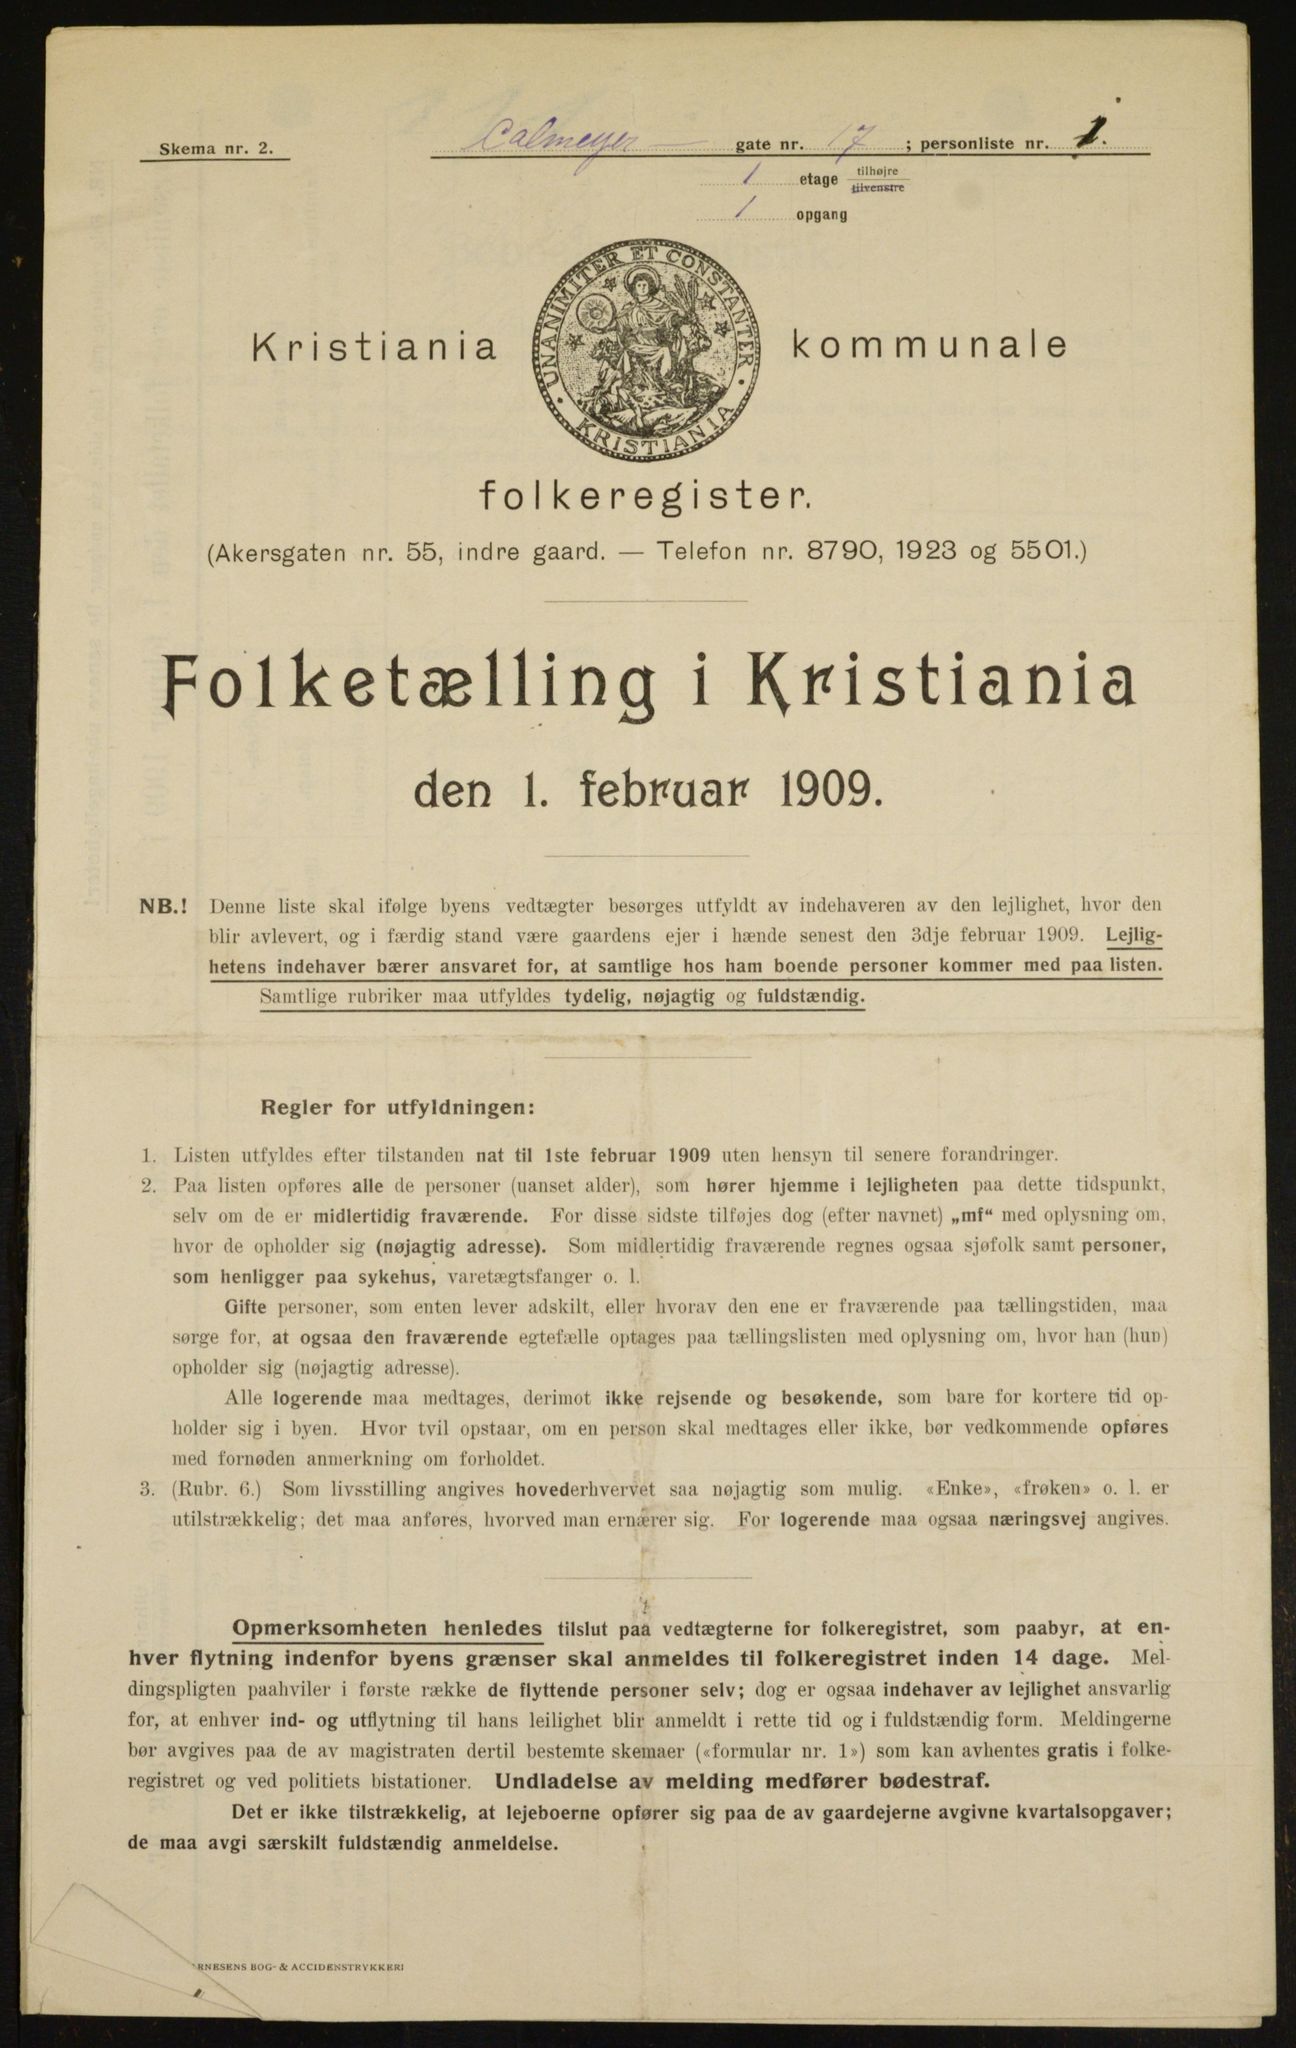 Skema nr. 2.
Calmeyer — gate nr. 17 ; personliste nr. 1.
1 etage tilhøjre
tilvenstre
1 opgang
UNANIMITER ET CONSTANTER · KRISTIANIA ·
Kristiania kommunale
folkeregister.
(Akersgaten nr. 55, indre gaard. — Telefon nr. 8790, 1923 og 5501.)
Folketælling i Kristiania
den 1. februar 1909.
NB.! Denne liste skal ifølge byens vedtægter besørges utfyldt av indehaveren av den lejlighet, hvor den
blir avlevert, og i færdig stand være gaardens ejer i hænde senest den 3dje februar 1909. Lejlig-
hetens indehaver bærer ansvaret for, at samtlige hos ham boende personer kommer med paa listen.
Samtlige rubriker maa utfyldes tydelig, nøjagtig og fuldstændig.
Regler for utfyldningen:
1. Listen utfyldes efter tilstanden nat til 1ste februar 1909 uten hensyn til senere forandringer.
2. Paa listen opføres alle de personer (uanset alder), som hører hjemme i lejligheten paa dette tidspunkt,
selv om de er midlertidig fraværende. For disse sidste tilføjes dog (efter navnet) „mf“ med oplysning om,
hvor de opholder sig (nøjagtig adresse). Som midlertidig fraværende regnes ogsaa sjøfolk samt personer,
som henligger paa sykehus, varetægtsfanger o. l.
Gifte personer, som enten lever adskilt, eller hvorav den ene er fraværende paa tællingstiden, maa
sørge for, at ogsaa den fraværende egtefælle optages paa tællingslisten med oplysning om, hvor han (hun)
opholder sig (nøjagtig adresse).
Alle logerende maa medtages, derimot ikke rejsende og besøkende, som bare for kortere tid op-
holder sig i byen. Hvor tvil opstaar, om en person skal medtages eller ikke, bør vedkommende opføres
med fornøden anmerkning om forholdet.
3. (Rubr. 6.) Som livsstilling angives hovederhvervet saa nøjagtig som mulig. «Enke», «frøken» o. l. er
utilstrækkelig; det maa anføres, hvorved man ernærer sig. For logerende maa ogsaa næringsvej angives.
Opmerksomheten henledes tilslut paa vedtægterne for folkeregistret, som paabyr, at en-
hver flytning indenfor byens grænser skal anmeldes til folkeregistret inden 14 dage. Mel-
dingspligten paahviler i første række de flyttende personer selv; dog er ogsaa indehaver av lejlighet ansvarlig
for, at enhver ind- og utflytning til hans leilighet blir anmeldt i rette tid og i fuldstændig form. Meldingerne
bør avgives paa de av magistraten dertil bestemte skemaer («formular nr. 1») som kan avhentes gratis i folke-
registret og ved politiets bistationer. Undladelse av melding medfører bødestraf.
Det er ikke tilstrækkelig, at lejeboerne opfører sig paa de av gaardejerne avgivne kvartalsopgaver;
de maa avgi særskilt fuldstændig anmeldelse.
RNESENS BOG- & ACCIDENSTRYKKERI